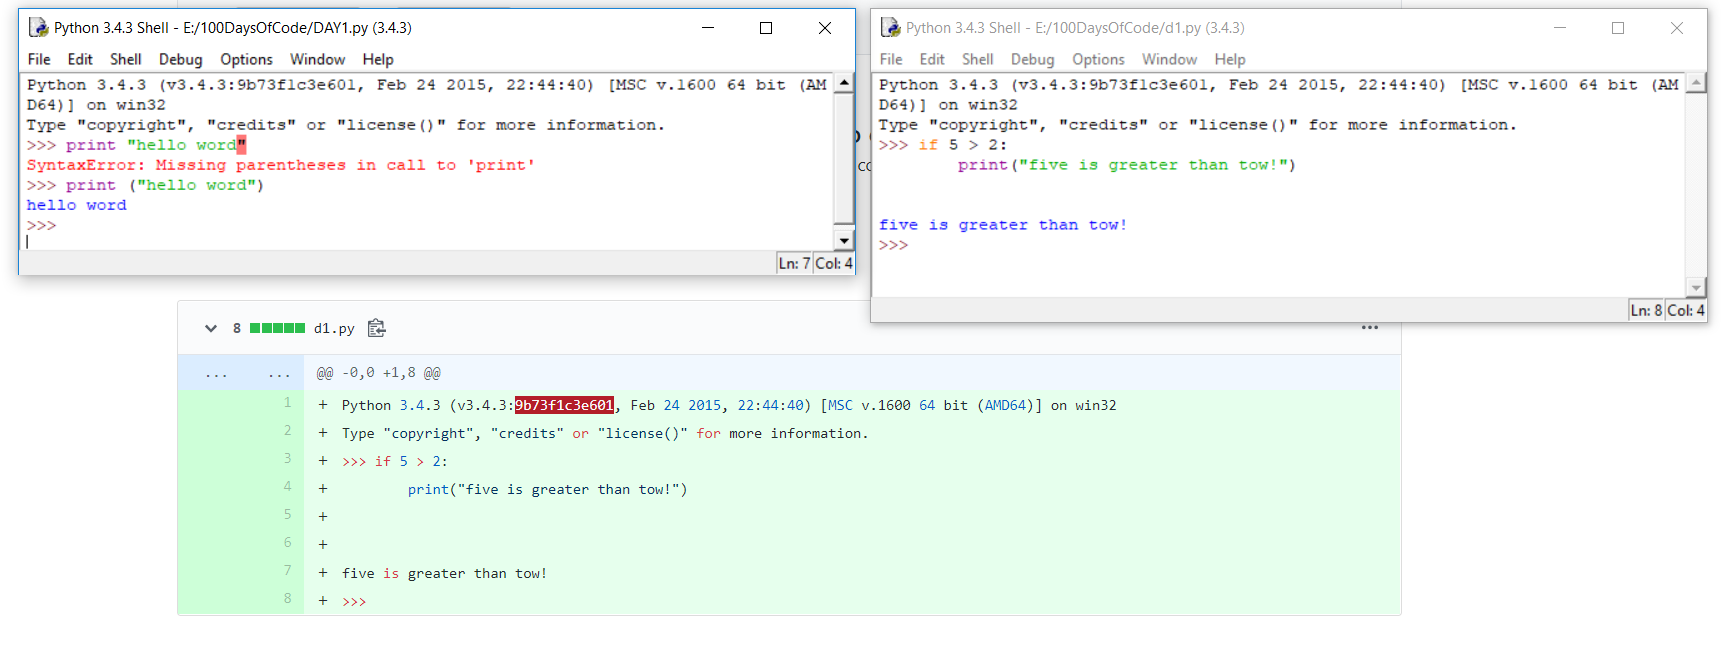 Python 3.4.3 Shell - E:/100DaysOfCode/DAY1.py (3.4.3)
File Edit Shell Debug Options Window Help
Python 3.4.3 (v3.4.3:9b73f1c3e601, Feb 24 2015, 22:44:40) [MSC v.1600 64 bit (AM
D64)] on win32
Type "copyright", "credits" or "license()" for more information.
>>> print "hello word"
SyntaxError: Missing parentheses in call to 'print'
>>> print ("hello word")
hello word
>>>
Ln: 7 Col: 4
Python 3.4.3 Shell - E:/100DaysOfCode/d1.py (3.4.3)
File Edit Shell Debug Options Window Help
Python 3.4.3 (v3.4.3:9b73f1c3e601, Feb 24 2015, 22:44:40) [MSC v.1600 64 bit (AM
D64)] on win32
Type "copyright", "credits" or "license()" for more information.
>>> if 5 > 2:
print("five is greater than tow!")
five is greater than tow!
>>>
Ln: 8 Col: 4
8 d1.py
... ... @@ -0,0 +1,8 @@
1 + Python 3.4.3 (v3.4.3:9b73f1c3e601, Feb 24 2015, 22:44:40) [MSC v.1600 64 bit (AMD64)] on win32
2 + Type "copyright", "credits" or "license()" for more information.
3 + >>> if 5 > 2:
4 + print("five is greater than tow!")
5 +
6 +
7 + five is greater than tow!
8 + >>>